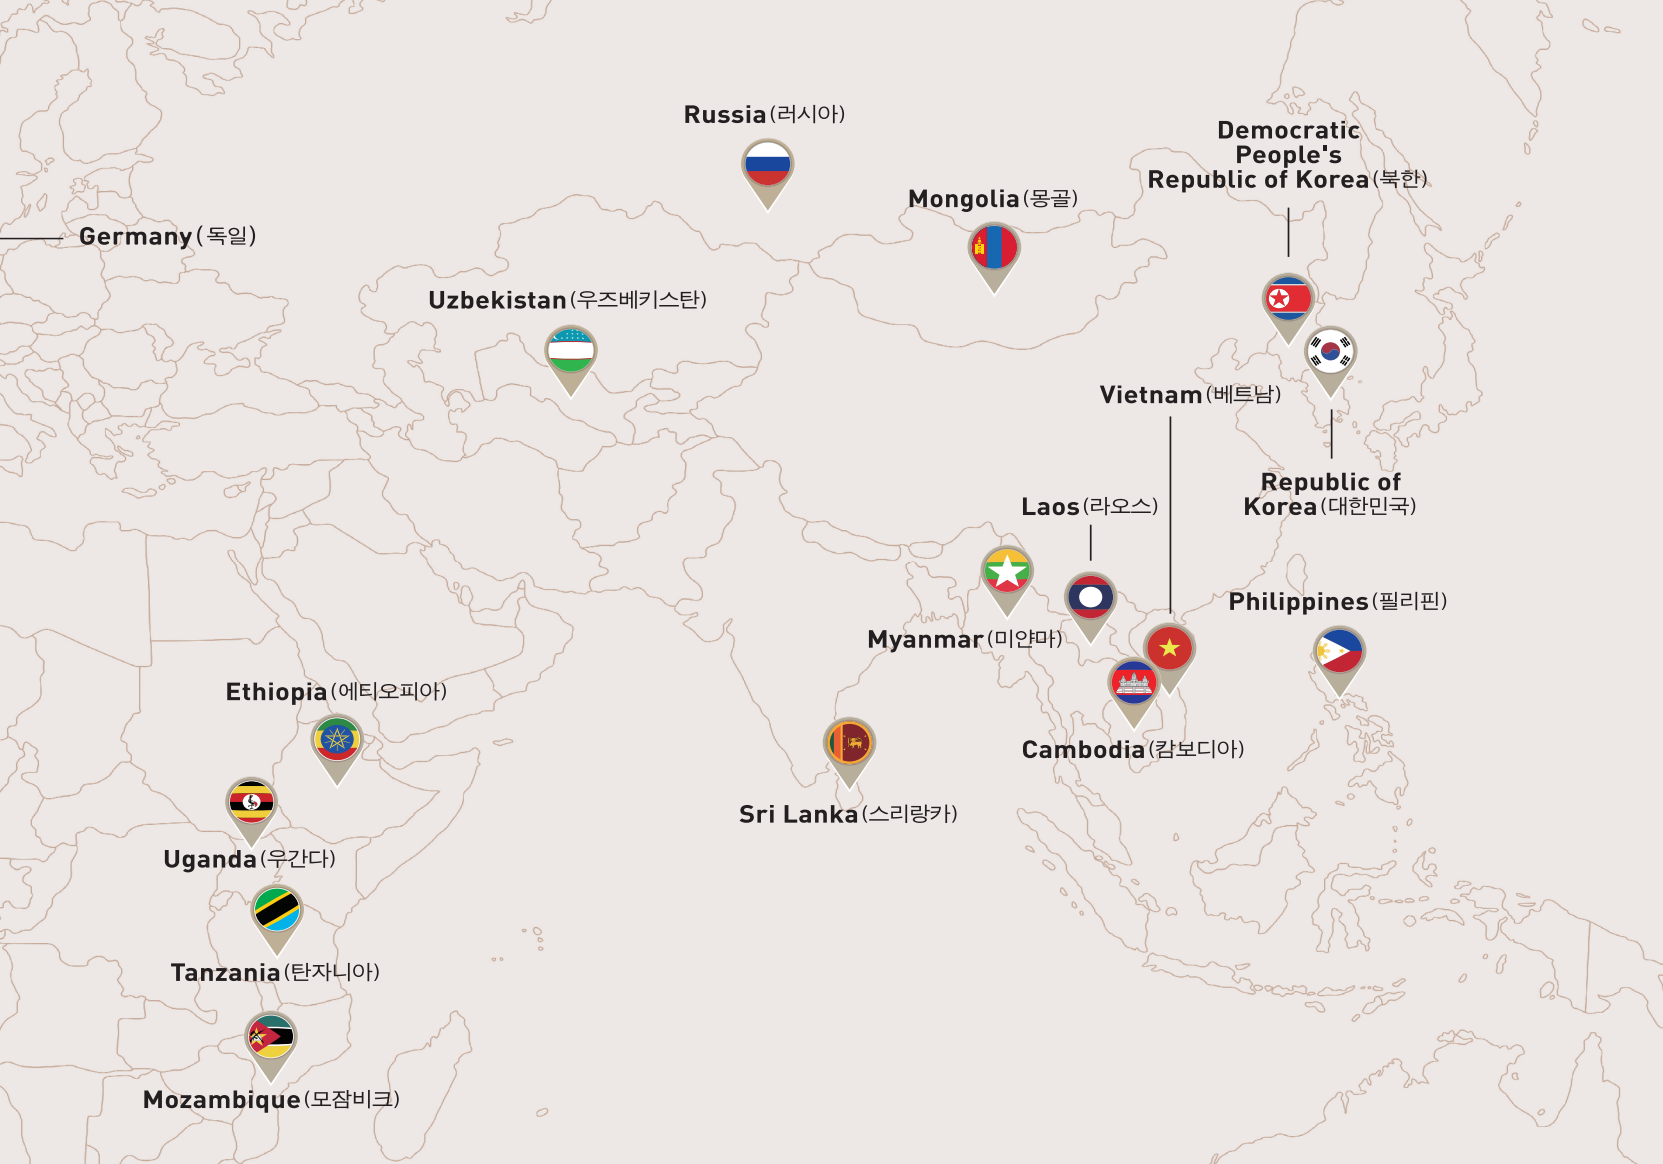 Russia(러시아)
Democratic
People's
Republic of Korea(북한)
Mongolia(몽골)
Germany(독일)
Uzbekistan(우즈베키스탄)
Vietnam(베트남)
Republic of
Korea(대한민국)
Laos(라오스)
Philippines(필리핀)
Myanmar(미얀마)
Ethiopia(에티오피아)
Cambodia(캄보디아)
Sri Lanka(스리랑카)
Uganda(우간다)
Tanzania(탄자니아)
Mozambique(모잠비크)